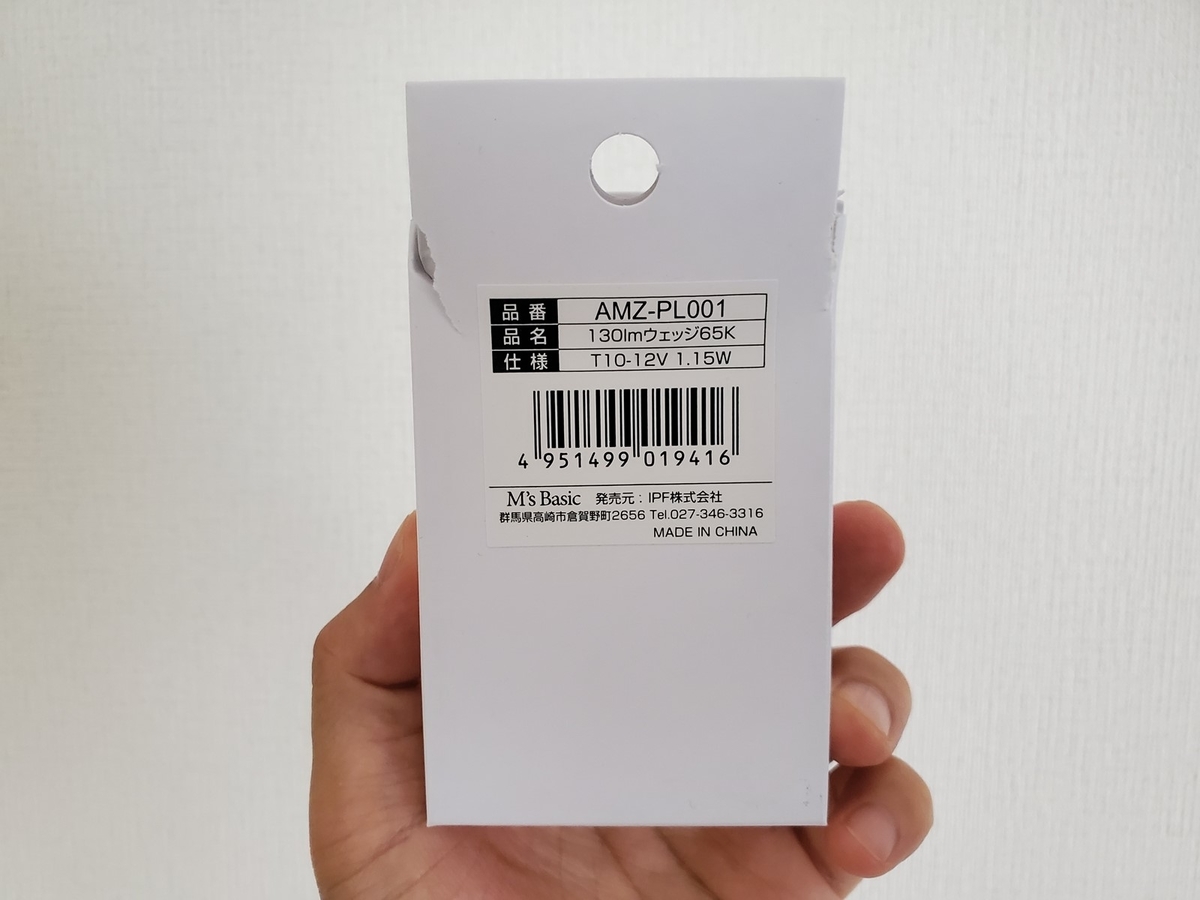 品番 AMZ-PL001
品名 130lmウェッジ65K
仕様 T10-12V 1.15W
4 951499 019416
M's Basic 発売元：IPF株式会社
群馬県高崎市倉賀野町2656 Tel.027-346-3316
MADE IN CHINA